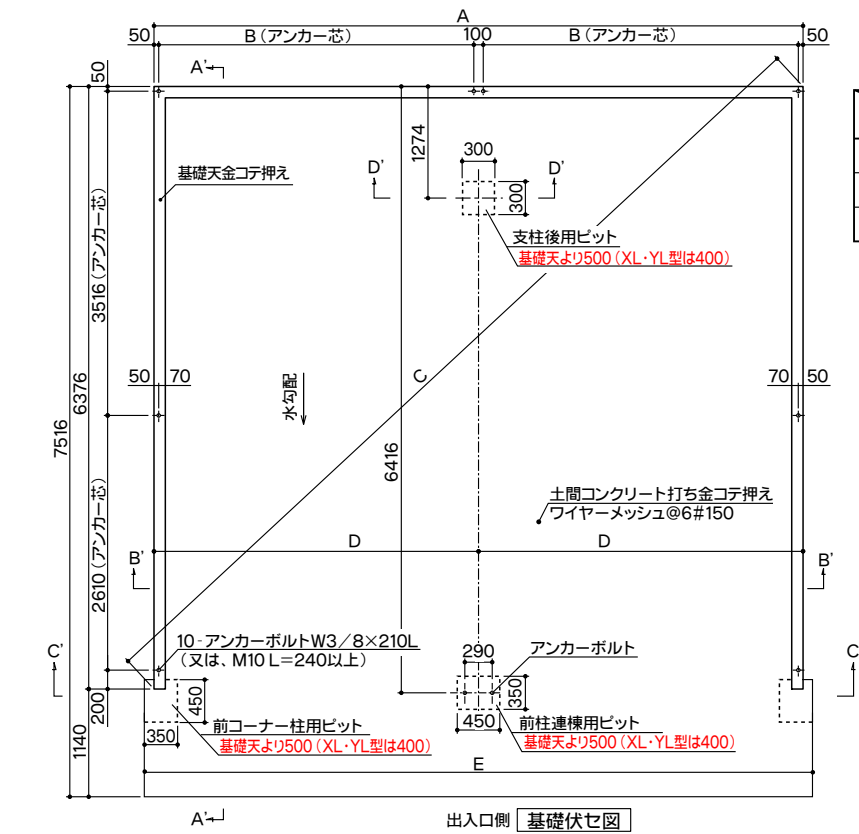 A
50
B（アンカー芯）
100
B（アンカー芯）
50
50
A'
1274
300
D'
D'
300
基礎天金コテ押え
支柱後用ピット
基礎天より500（XL・YL型は400）
3516（アンカー芯）
50
70
水勾配
C
70
50
7516
6376
6416
土間コンクリート打ち金コテ押え
ワイヤーメッシュ@6#150
2610（アンカー芯）
D
D
B'
B'
C'
10-アンカーボルトW3／8×210L
（又は、M10 L=240以上）
290
アンカーボルト
C
200
450
350
前コーナー柱用ピット
基礎天より500（XL・YL型は400）
350
450
前柱連棟用ピット
基礎天より500（XL・YL型は400）
1140
E
A'
出入口側 基礎伏セ図